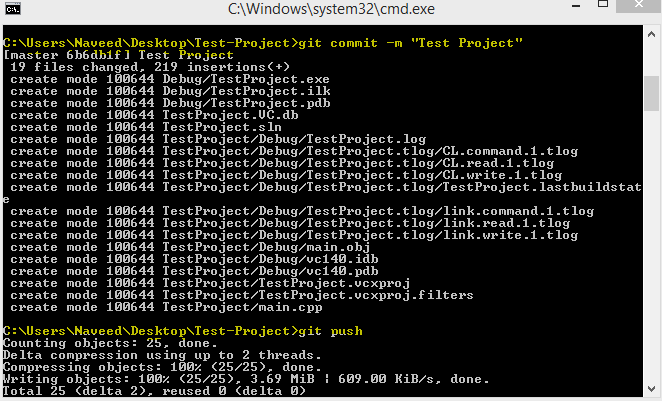 C:\Windows\system32\cmd.exe
C:\Users\Naveed\Desktop\Test-Project>git commit -m "Test Project"
[master 6b6db1f] Test Project
 19 files changed, 219 insertions(+)
 create mode 100644 Debug/TestProject.exe
 create mode 100644 Debug/TestProject.ilk
 create mode 100644 Debug/TestProject.pdb
 create mode 100644 TestProject.VC.db
 create mode 100644 TestProject.sln
 create mode 100644 TestProject/Debug/TestProject.log
 create mode 100644 TestProject/Debug/TestProject.tlog/CL.command.1.tlog
 create mode 100644 TestProject/Debug/TestProject.tlog/CL.read.1.tlog
 create mode 100644 TestProject/Debug/TestProject.tlog/CL.write.1.tlog
 create mode 100644 TestProject/Debug/TestProject.tlog/TestProject.lastbuildstat
e
 create mode 100644 TestProject/Debug/TestProject.tlog/link.command.1.tlog
 create mode 100644 TestProject/Debug/TestProject.tlog/link.read.1.tlog
 create mode 100644 TestProject/Debug/TestProject.tlog/link.write.1.tlog
 create mode 100644 TestProject/Debug/main.obj
 create mode 100644 TestProject/Debug/vc140.idb
 create mode 100644 TestProject/Debug/vc140.pdb
 create mode 100644 TestProject/TestProject.vcxproj
 create mode 100644 TestProject/TestProject.vcxproj.filters
 create mode 100644 TestProject/main.cpp
C:\Users\Naveed\Desktop\Test-Project>git push
Counting objects: 25, done.
Delta compression using up to 2 threads.
Compressing objects: 100% (25/25), done.
Writing objects: 100% (25/25), 3.69 MiB ¦ 609.00 KiB/s, done.
Total 25 (delta 2), reused 0 (delta 0)